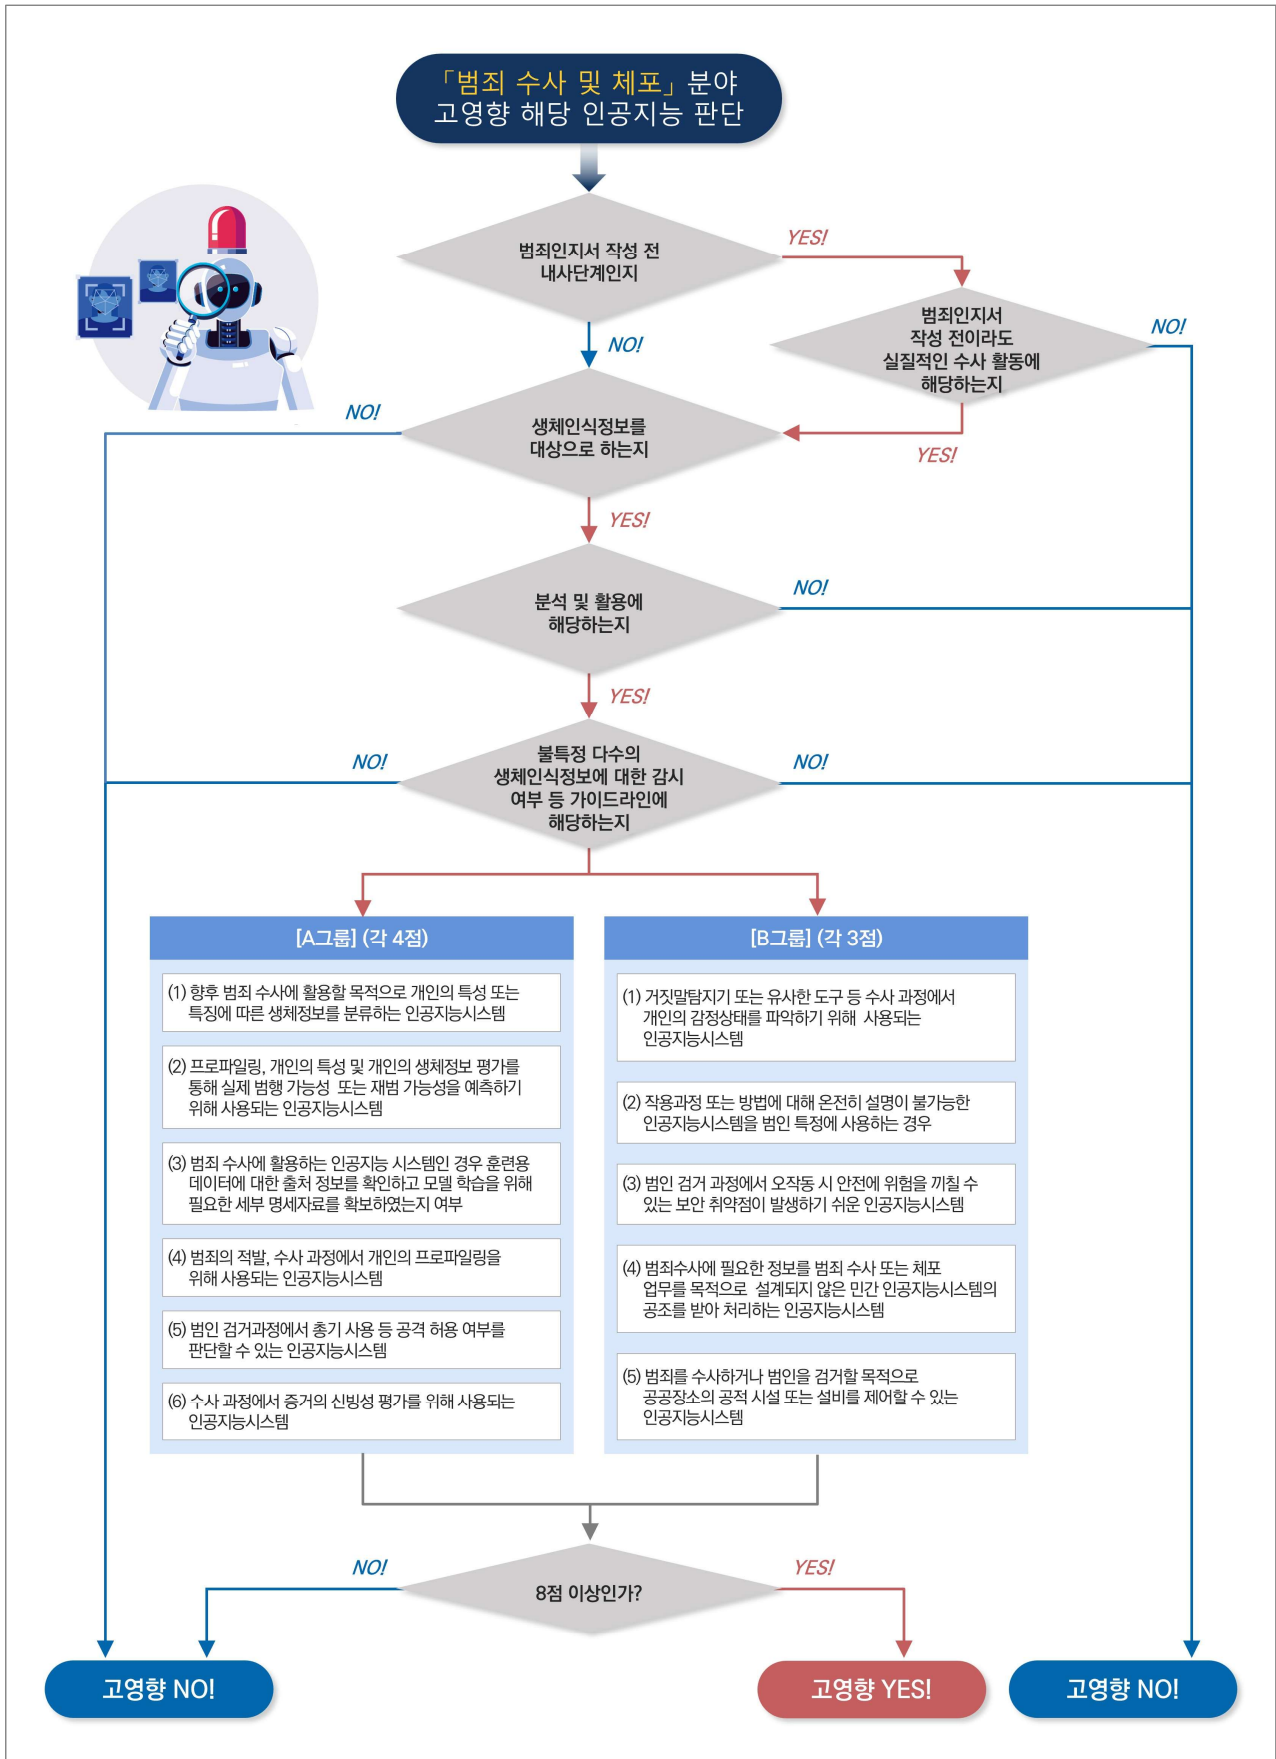 「범죄 수사 및 체포」 분야
고영향 해당 인공지능 판단
범죄인지서 작성 전
내사단계인지
YES!
NO!
범죄인지서
작성 전이라도
실질적인 수사 활동에
해당하는지
NO!
YES!
생체인식정보를
대상으로 하는지
NO!
YES!
분석 및 활용에
해당하는지
NO!
YES!
불특정 다수의
생체인식정보에 대한 감시
여부 등 가이드라인에
해당하는지
NO!
NO!
[A그룹] (각 4점)
(1) 향후 범죄 수사에 활용할 목적으로 개인의 특성 또는
특징에 따른 생체정보를 분류하는 인공지능시스템
(2) 프로파일링, 개인의 특성 및 개인의 생체정보 평가를
통해 실제 범행 가능성 또는 재범 가능성을 예측하기
위해 사용되는 인공지능시스템
(3) 범죄 수사에 활용하는 인공지능 시스템인 경우 훈련용
데이터에 대한 출처 정보를 확인하고 모델 학습을 위해
필요한 세부 명세자료를 확보하였는지 여부
(4) 범죄의 적발, 수사 과정에서 개인의 프로파일링을
위해 사용되는 인공지능시스템
(5) 범인 검거과정에서 총기 사용 등 공격 허용 여부를
판단할 수 있는 인공지능시스템
(6) 수사 과정에서 증거의 신빙성 평가를 위해 사용되는
인공지능시스템
[B그룹] (각 3점)
(1) 거짓말탐지기 또는 유사한 도구 등 수사 과정에서
개인의 감정상태를 파악하기 위해 사용되는
인공지능시스템
(2) 작용과정 또는 방법에 대해 온전히 설명이 불가능한
인공지능시스템을 범인 특정에 사용하는 경우
(3) 범인 검거 과정에서 오작동 시 안전에 위험을 끼칠 수
있는 보안 취약점이 발생하기 쉬운 인공지능시스템
(4) 범죄수사에 필요한 정보를 범죄 수사 또는 체포
업무를 목적으로 설계되지 않은 민간 인공지능시스템의
공조를 받아 처리하는 인공지능시스템
(5) 범죄를 수사하거나 범인을 검거할 목적으로
공공장소의 공적 시설 또는 설비를 제어할 수 있는
인공지능시스템
8점 이상인가?
NO!
YES!
고영향 NO!
고영향 YES!
고영향 NO!